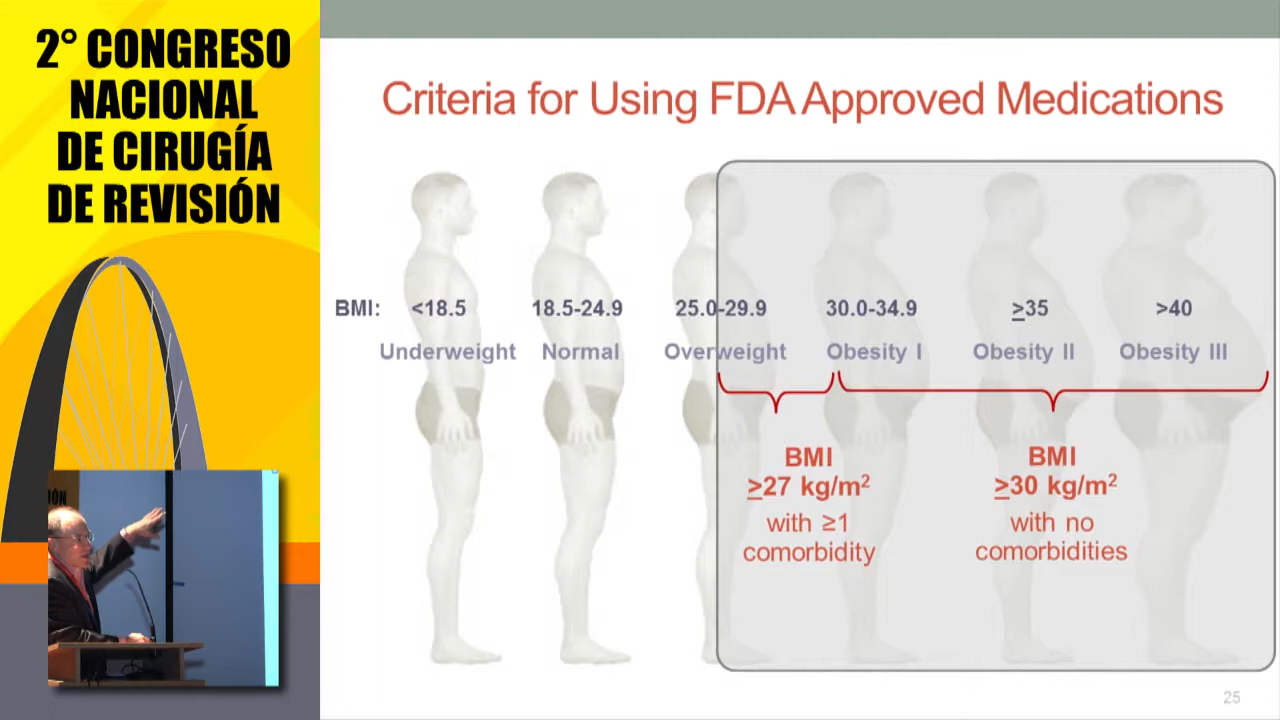 2° CONGRESO
NACIONAL
DE CIRUGÍA
DE REVISIÓN
Criteria for Using FDA Approved Medications
BMI: <18.5 18.5-24.9 25.0-29.9 30.0-34.9 ≥35 >40
Underweight Normal Overweight Obesity I Obesity II Obesity III
BMI
≥27 kg/m²
with ≥1
comorbidity
BMI
≥30 kg/m²
with no
comorbidities
25